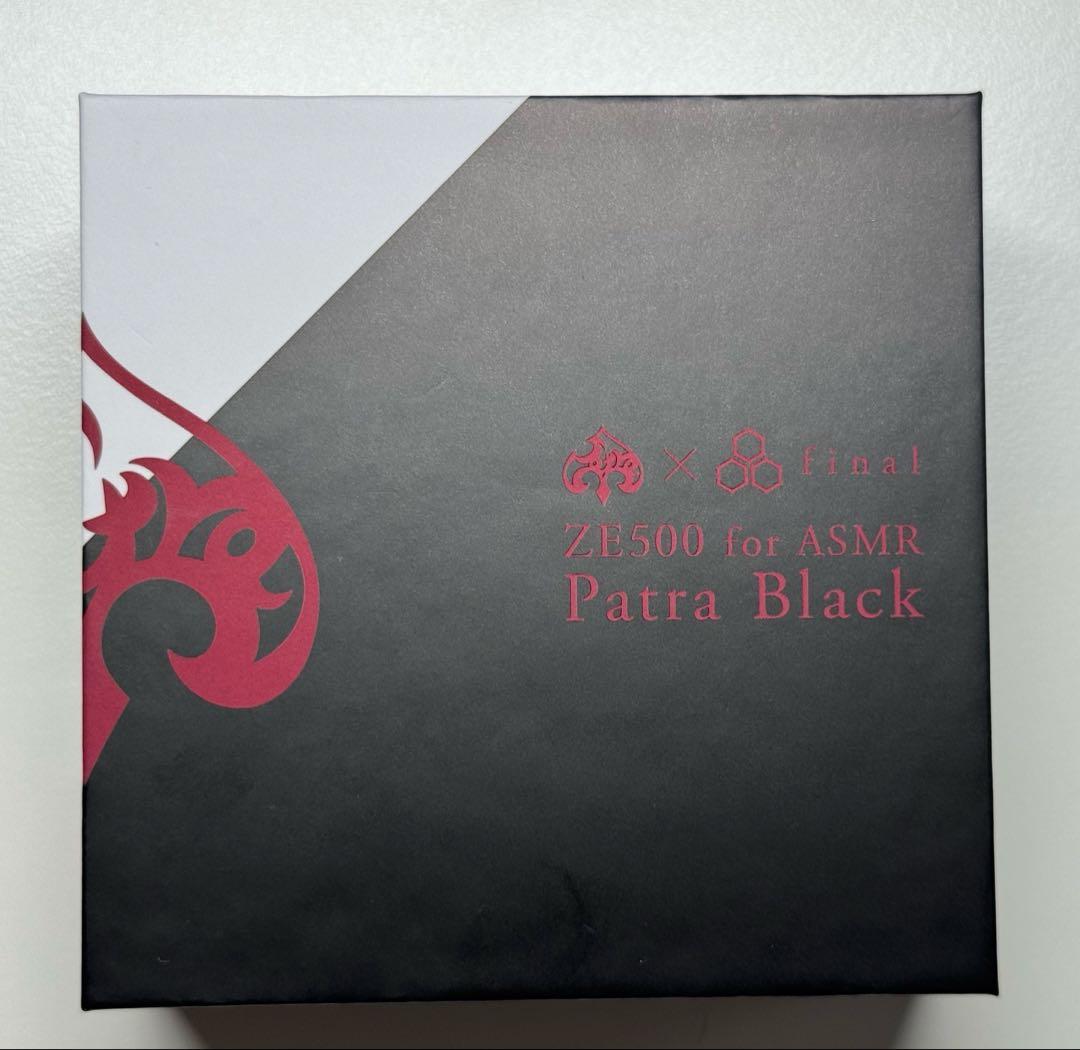 × final
ZE500 for ASMR
Patra Black